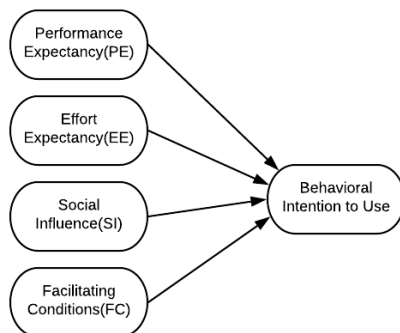 Performance
Expectancy(PE)
Effort
Expectancy(EE)
Social
Influence(SI)
Facilitating
Conditions(FC)
Behavioral
Intention to Use